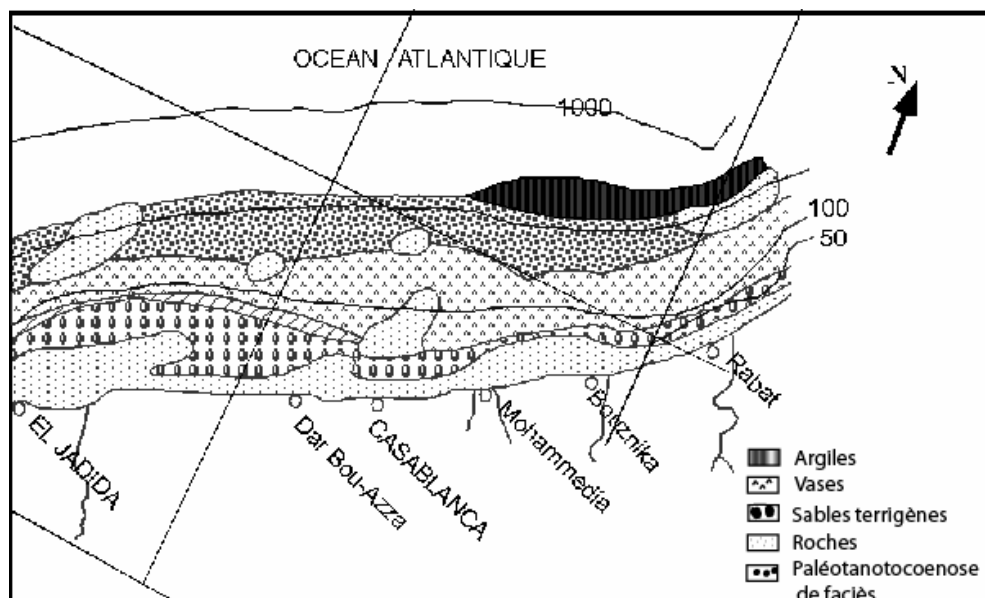 OCEAN ATLANTIQUE
N
1000
100
50
EL JADIDA
Dar Bou-Azza
CASABLANCA
Mohammedia
Bouznika
Rabat
Argiles
Vases
Sables terrigènes
Roches
Paléotanotocoenose
de faciès